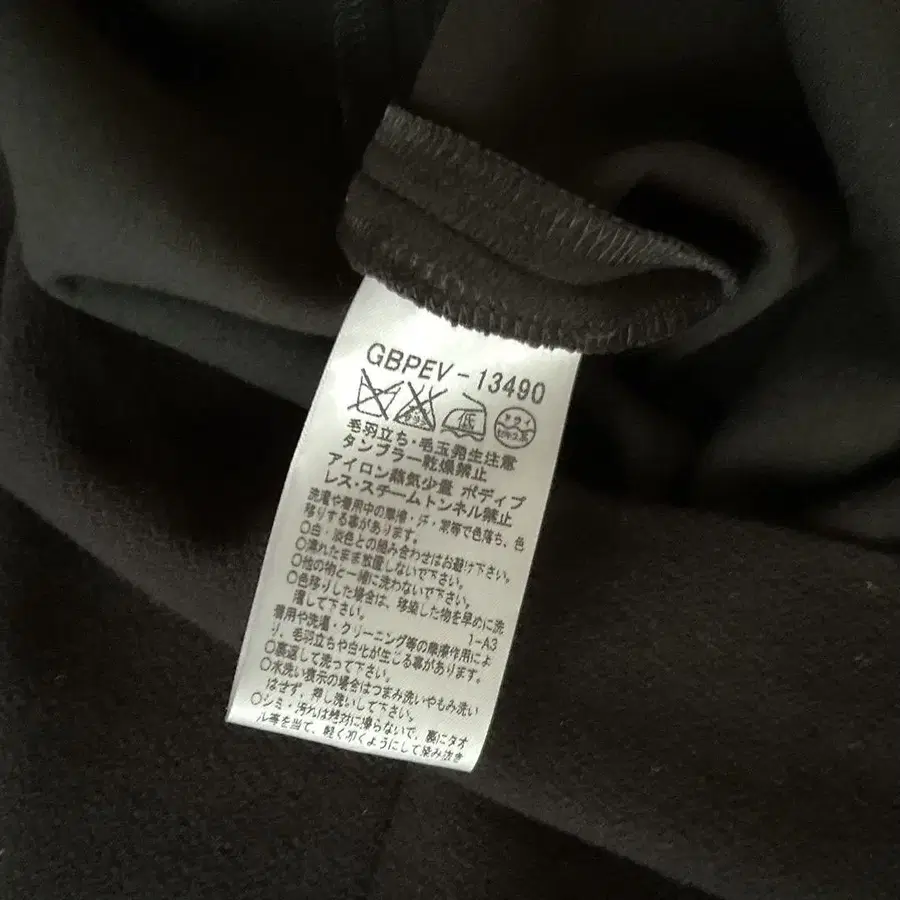 GBPEV-13490
低
ドライ
毛羽立ち・毛玉発生注意
タンブラー乾燥禁止
アイロン蒸気少量 ボディプ
レス・スチームトンネル禁止
洗濯や着用中の摩擦・汗・雨等で色落ち、色
移りする事があります。
○白・淡色との組み合わせはお避け下さい。
○濡れたまま放置しないで下さい。
○他の物と一緒に洗わないで下さい。
○色移りした場合は、移染した物を早めに洗
濯して下さい。
1-A3
着用や洗濯・クリーニング等の摩擦作用によ
り、毛羽立ちや白化が生じる事があります。
○裏返して洗って下さい。
○水洗い表示の場合はつまみ洗いやもみ洗い
はせず、押し洗いして下さい。
○シミ・汚れは絶対に擦らないで、裏にタオ
ル等を当て、軽く叩くようにして染み抜き